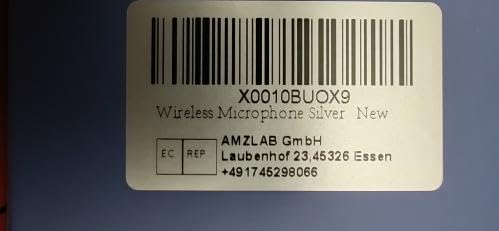 X0010BUOX9
Wireless Microphone Silver New
EC REP
AMZLAB GmbH
Laubenhof 23,45326 Essen
+491745298066